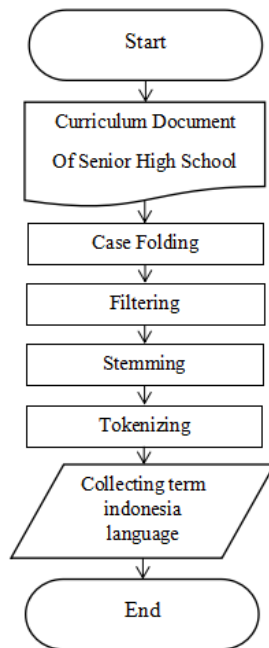 Start
Curriculum Document
Of Senior High School
Case Folding
Filtering
Stemming
Tokenizing
Collecting term
indonesia
language
End